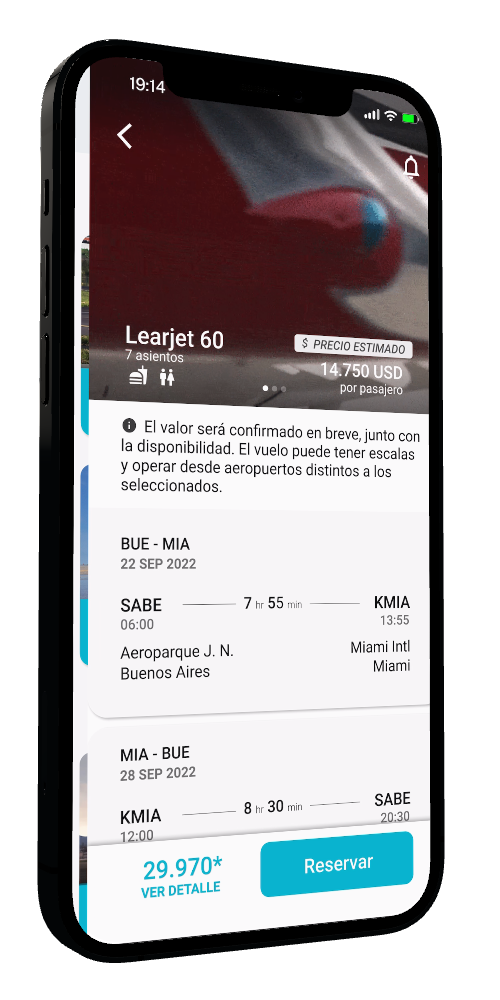 19:14
Learjet 60
7 asientos
$ PRECIO ESTIMADO
14.750 USD
por pasajero
El valor será confirmado en breve, junto con
la disponibilidad. El vuelo puede tener escalas
y operar desde aeropuertos distintos a los
seleccionados.
BUE - MIA
22 SEP 2022
SABE 7 hr 55 min KMIA
06:00 13:55
Aeroparque J. N. Miami Intl
Buenos Aires Miami
MIA - BUE
28 SEP 2022
KMIA 8 hr 30 min SABE
12:00 20:30
29.970* Reservar
VER DETALLE